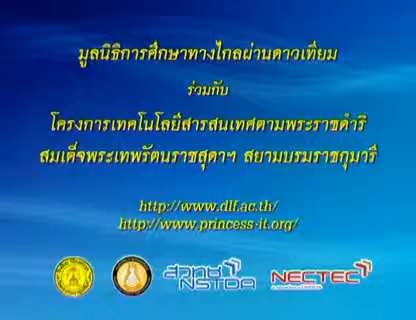 มูลนิธิการศึกษาทางไกลผ่านดาวเทียม
ร่วมกับ
โครงการเทคโนโลยีสารสนเทศตามพระราชดำริ
สมเด็จพระเทพรัตนราชสุดาฯ สยามบรมราชกุมารี
http://www.dlf.ac.th/
http://www.princess-it.org/
สวทช
NSTDA
NECTEC